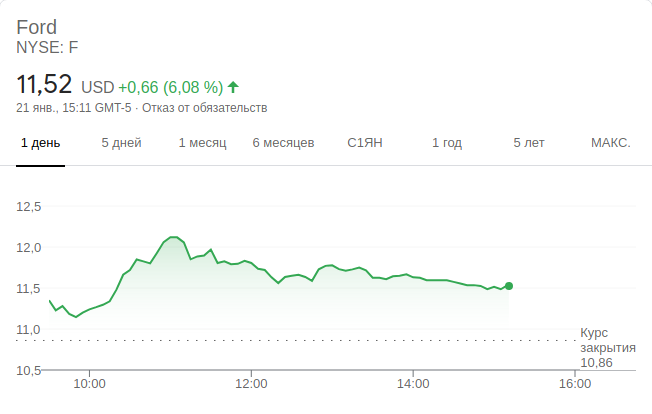 Ford
NYSE: F
11,52 USD +0,66 (6,08 %)
21 янв., 15:11 GMT-5 · Отказ от обязательств
1 день 5 дней 1 месяц 6 месяцев С1ЯН 1 год 5 лет МАКС.
12,5
12,0
11,5
11,0
Курс
закрытия
10,86
10,5
10:00 12:00 14:00 16:00